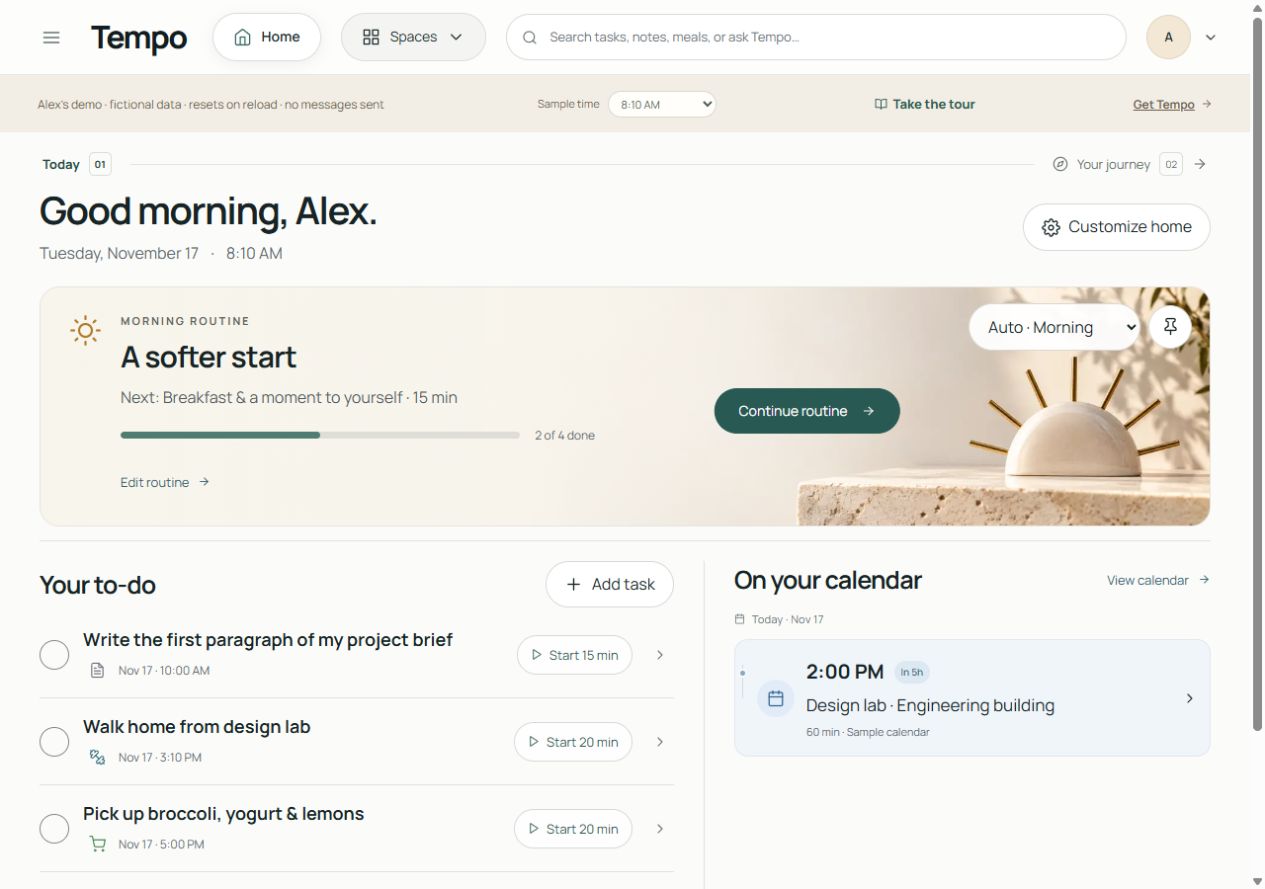 Tempo
Home
Spaces
Search tasks, notes, meals, or ask Tempo...
A
Alex's demo · fictional data · resets on reload · no messages sent
Sample time
8:10 AM
Take the tour
Get Tempo
Today 01
Your journey 02
Good morning, Alex.
Customize home
Tuesday, November 17 · 8:10 AM
MORNING ROUTINE
Auto · Morning
A softer start
Next: Breakfast & a moment to yourself · 15 min
Continue routine
2 of 4 done
Edit routine
Your to-do
Add task
Write the first paragraph of my project brief
Nov 17 · 10:00 AM
Start 15 min
Walk home from design lab
Nov 17 · 3:10 PM
Start 20 min
Pick up broccoli, yogurt & lemons
Nov 17 · 5:00 PM
Start 20 min
On your calendar
View calendar
Today · Nov 17
2:00 PM In 5h
Design lab · Engineering building
60 min · Sample calendar